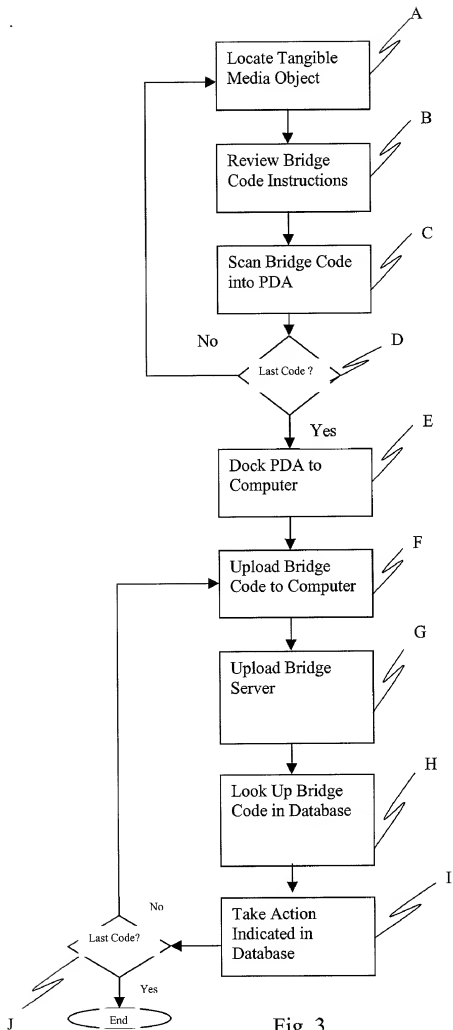 A
Locate Tangible
Media Object
B
Review Bridge
Code Instructions
C
Scan Bridge Code
into PDA
No
D
Last Code ?
Yes
E
Dock PDA to
Computer
F
Upload Bridge
Code to Computer
G
Upload Bridge
Server
H
Look Up Bridge
Code in Database
I
Take Action
Indicated in
Database
No
Last Code?
Yes
J
End
Fig. 3